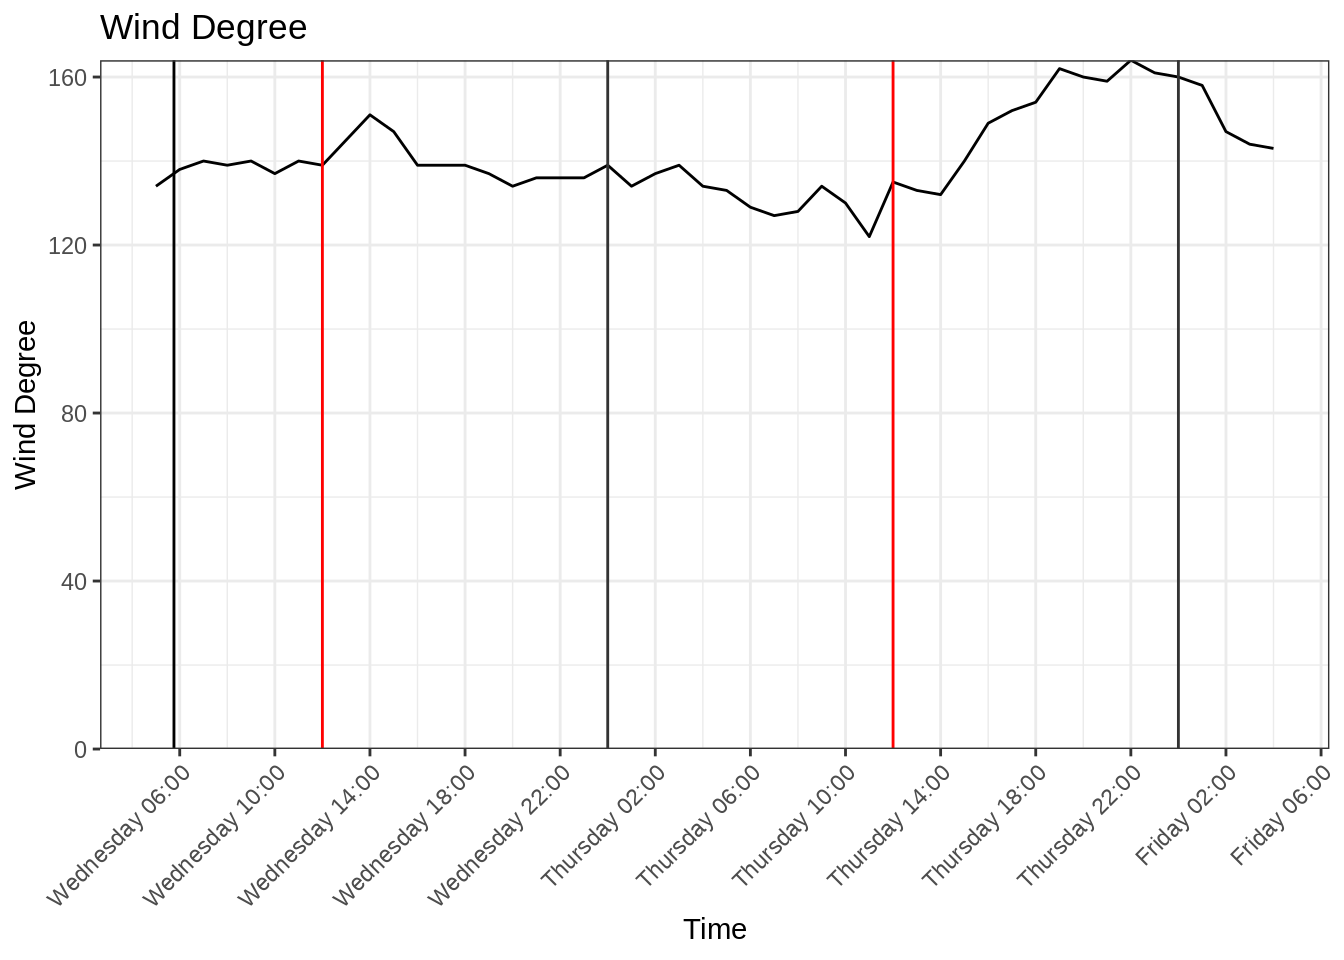 Wind Degree
Wind Degree
160
120
80
40
0
Wednesday 06:00
Wednesday 10:00
Wednesday 14:00
Wednesday 18:00
Wednesday 22:00
Thursday 02:00
Thursday 06:00
Thursday 10:00
Thursday 14:00
Thursday 18:00
Thursday 22:00
Friday 02:00
Friday 06:00
Time